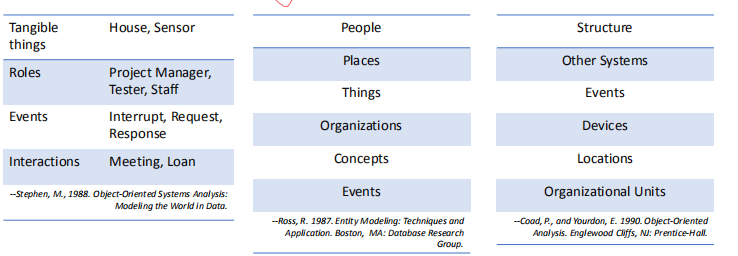 Tangible things House, Sensor
Roles Project Manager, Tester, Staff
Events Interrupt, Request, Response
Interactions Meeting, Loan
--Stephen, M., 1988. Object-Oriented Systems Analysis:
Modeling the World in Data.
People
Places
Things
Organizations
Concepts
Events
--Ross, R. 1987. Entity Modeling: Techniques and
Application. Boston, MA: Database Research
Group.
Structure
Other Systems
Events
Devices
Locations
Organizational Units
--Coad, P., and Yourdon, E. 1990. Object-Oriented
Analysis. Englewood Cliffs, NJ: Prentice-Hall.